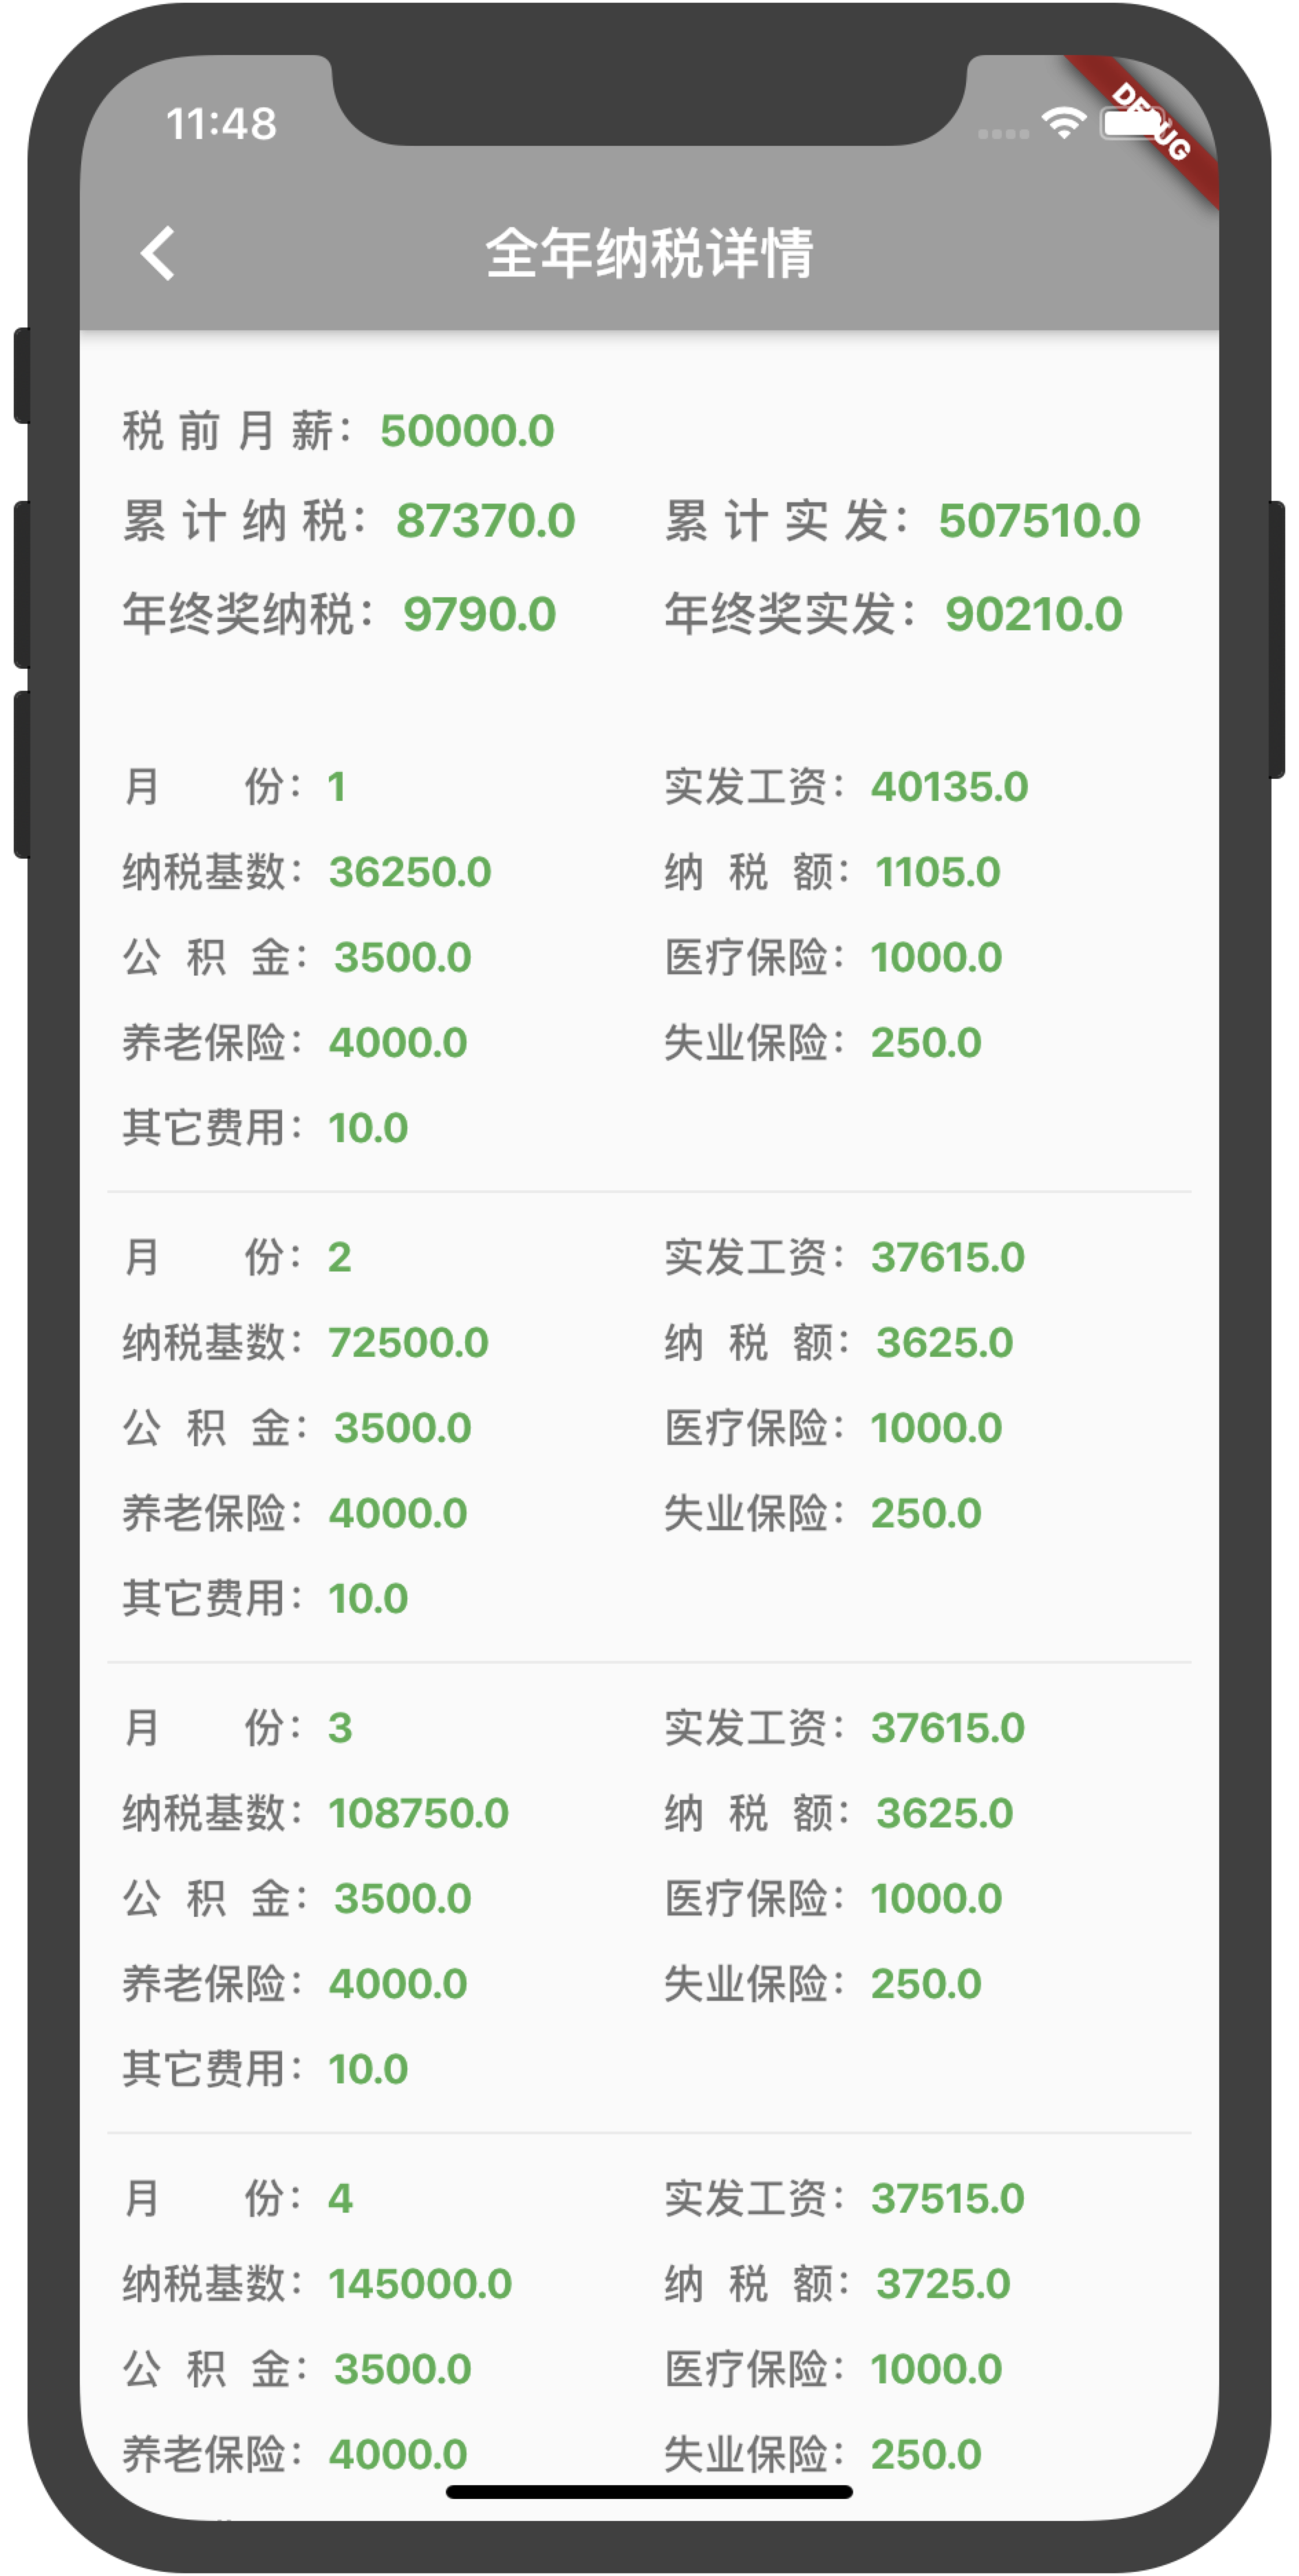 11:48
DEBUG
全年纳税详情
税 前 月 薪：50000.0
累 计 纳 税：87370.0 累 计 实 发：507510.0
年终奖纳税：9790.0 年终奖实发：90210.0
月 份：1 实发工资：40135.0
纳税基数：36250.0 纳 税 额：1105.0
公 积 金：3500.0 医疗保险：1000.0
养老保险：4000.0 失业保险：250.0
其它费用：10.0
月 份：2 实发工资：37615.0
纳税基数：72500.0 纳 税 额：3625.0
公 积 金：3500.0 医疗保险：1000.0
养老保险：4000.0 失业保险：250.0
其它费用：10.0
月 份：3 实发工资：37615.0
纳税基数：108750.0 纳 税 额：3625.0
公 积 金：3500.0 医疗保险：1000.0
养老保险：4000.0 失业保险：250.0
其它费用：10.0
月 份：4 实发工资：37515.0
纳税基数：145000.0 纳 税 额：3725.0
公 积 金：3500.0 医疗保险：1000.0
养老保险：4000.0 失业保险：250.0